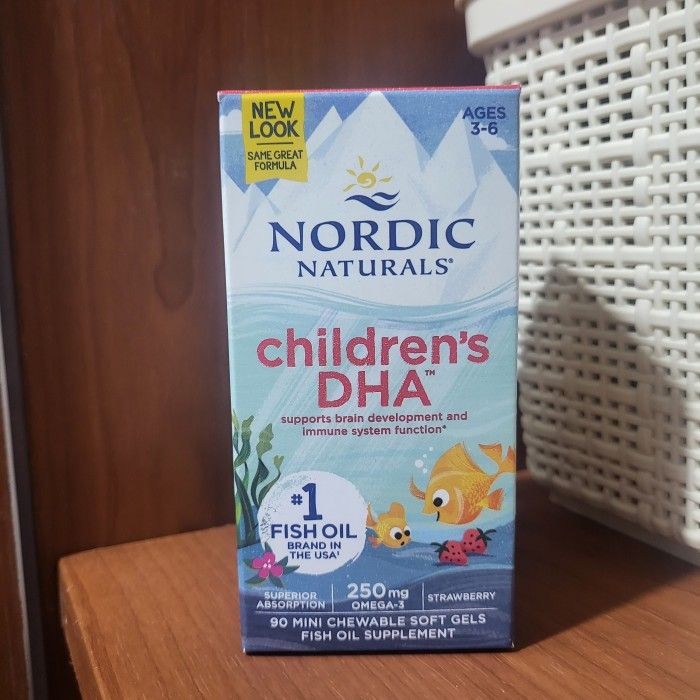 NEW
LOOK
SAME GREAT
FORMULA
AGES
3-6
NORDIC
NATURALS®
children's
DHA™
supports brain development and
immune system function*
#1
FISH OIL
BRAND IN
THE USA†
SUPERIOR
ABSORPTION
250mg
OMEGA-3
STRAWBERRY
90 MINI CHEWABLE SOFT GELS
FISH OIL SUPPLEMENT